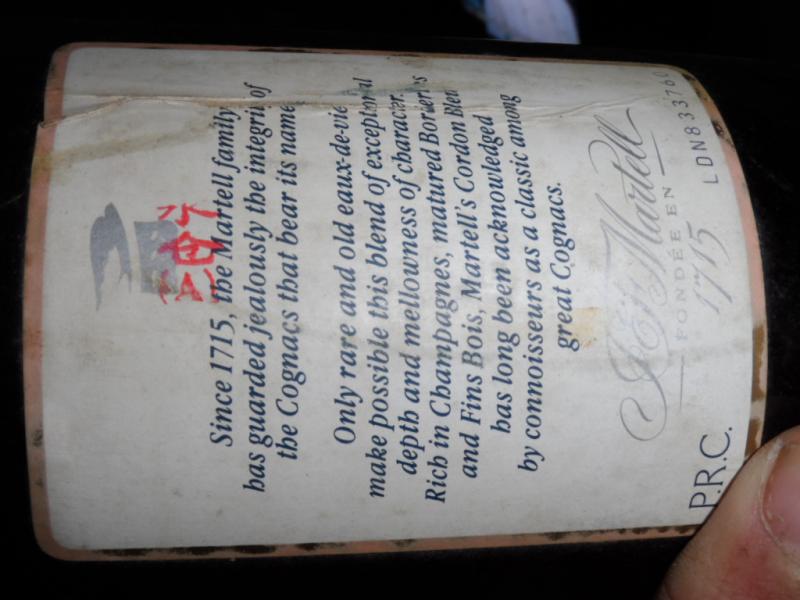 Since 1715, the Martell family
has guarded jealously the integrity of
the Cognacs that bear its name.
Only rare and old eaux-de-vie
make possible this blend of exceptional
depth and mellowness of character.
Rich in Champagnes, matured Borderies
and Fins Bois, Martell's Cordon Bleu
has long been acknowledged
by connoisseurs as a classic among
great Cognacs.
Martell
FONDÉE EN
1715
P.R.C.
LDN833760